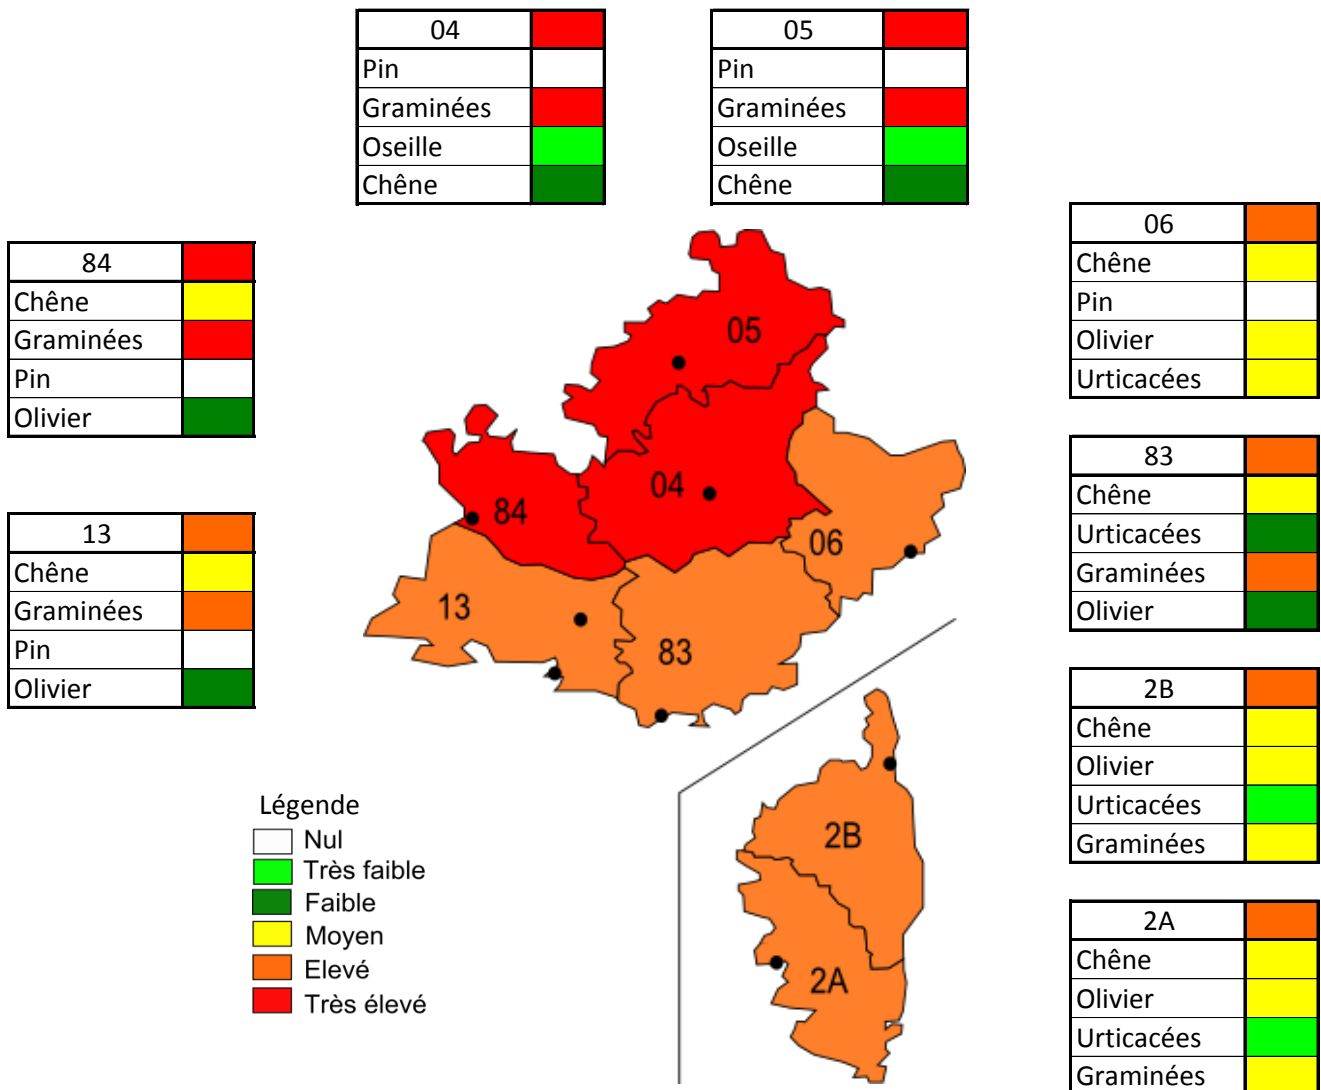 04
Pin
Graminées
Oseille
Chêne
05
Pin
Graminées
Oseille
Chêne
84
Chêne
Graminées
Pin
Olivier
13
Chêne
Graminées
Pin
Olivier
06
Chêne
Pin
Olivier
Urticacées
83
Chêne
Urticacées
Graminées
Olivier
2B
Chêne
Olivier
Urticacées
Graminées
2A
Chêne
Olivier
Urticacées
Graminées
05
04
84
06
13
83
2B
2A
Légende
Nul
Très faible
Faible
Moyen
Elevé
Très élevé